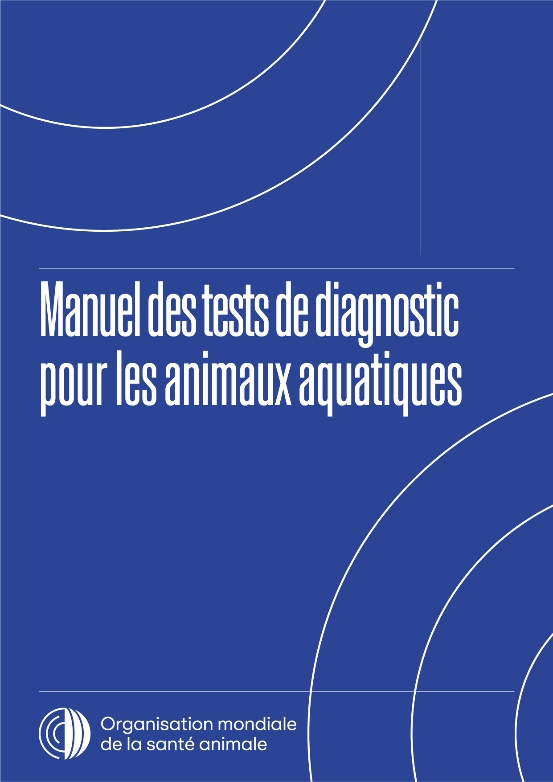 Manuel des tests de diagnostic
pour les animaux aquatiques
Organisation mondiale
de la santé animale